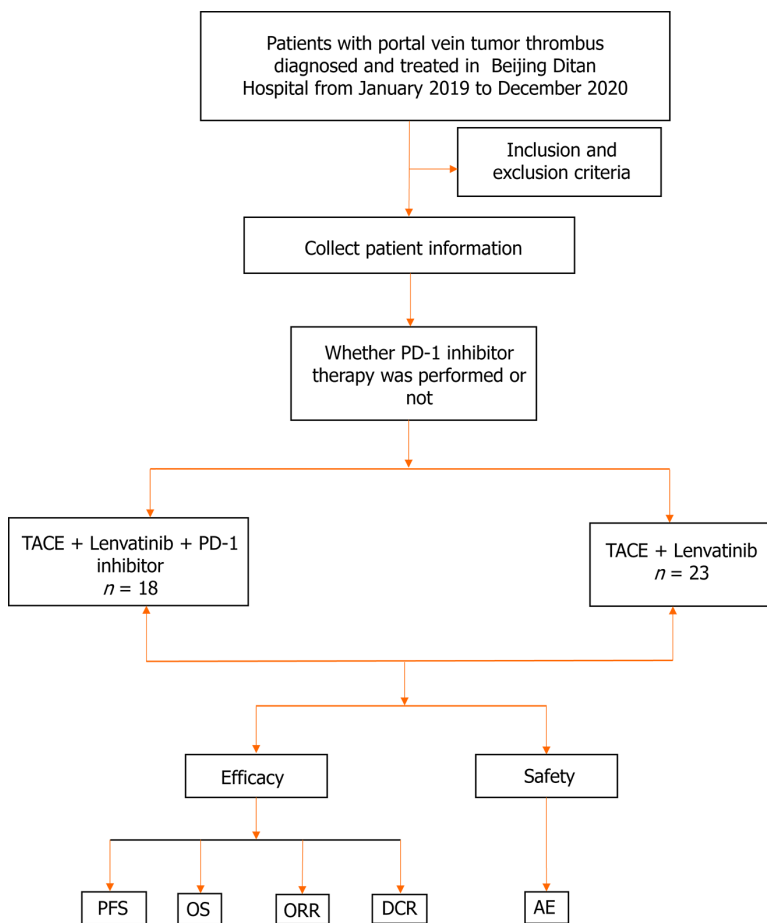 Patients with portal vein tumor thrombus
diagnosed and treated in Beijing Ditan
Hospital from January 2019 to December 2020
Inclusion and
exclusion criteria
Collect patient information
Whether PD-1 inhibitor
therapy was performed or
not
TACE + Lenvatinib + PD-1
inhibitor
n = 18
TACE + Lenvatinib
n = 23
Efficacy
Safety
PFS
OS
ORR
DCR
AE